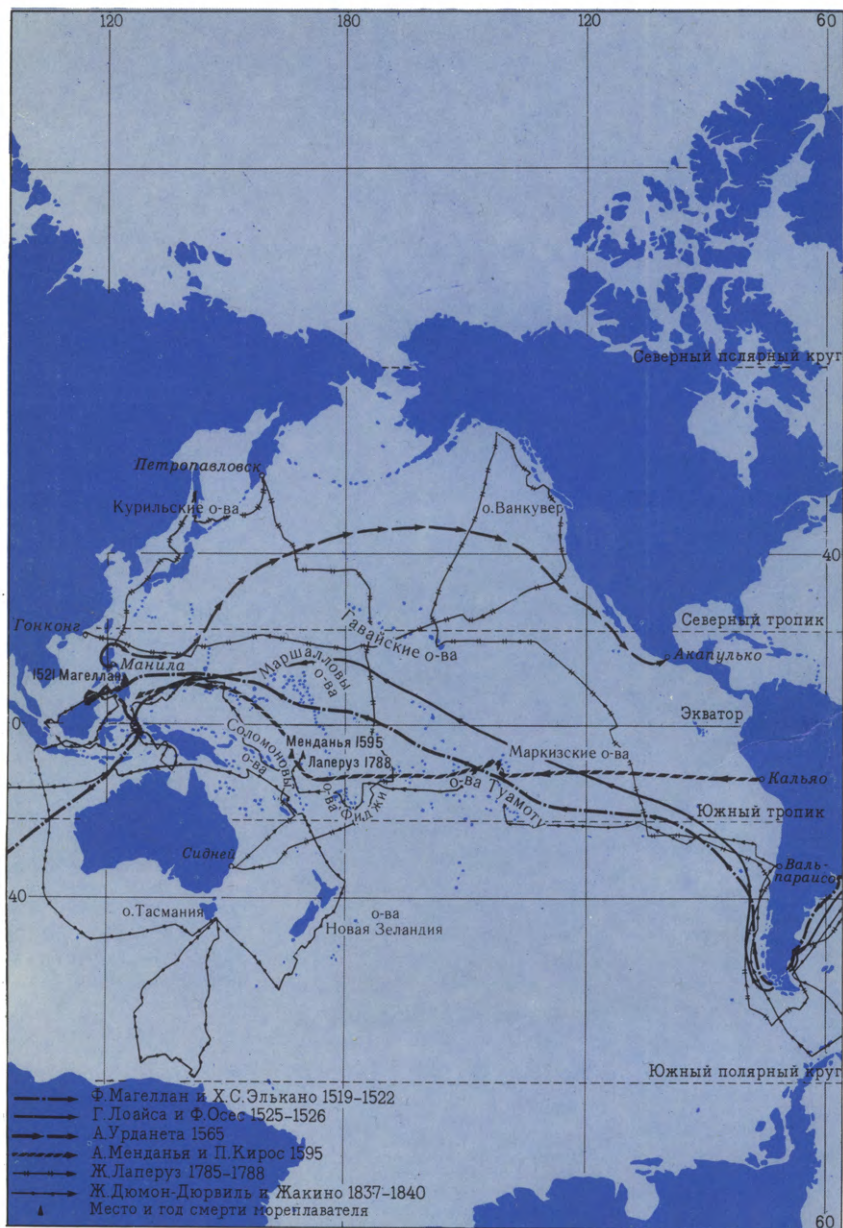 120
180
120
60
Северный полярный круг
Петропавловск
Курильские о-ва
о.Ванкувер
40
Северный тропик
Гонконг
Гавайские о-ва
Акапулько
Манила
1521 Магеллан
Маршалловы
о-ва
0
Экватор
Соломоновы
о-ва
Менданья 1595
Лаперуз 1788
Маркизские о-ва
о-ва Туамоту
о-ва Фиджи
Кальяо
Южный тропик
Сидней
Валь-
параисо
40
о.Тасмания
о-ва
Новая Зеландия
Южный полярный круг
Ф.Магеллан и Х.С.Элькано 1519–1522
Г.Лоайса и Ф.Осес 1525–1526
А.Урданета 1565
А.Менданья и П.Кирос 1595
Ж.Лаперуз 1785–1788
Ж.Дюмон-Дюрвиль и Жакино 1837–1840
Место и год смерти мореплавателя
60